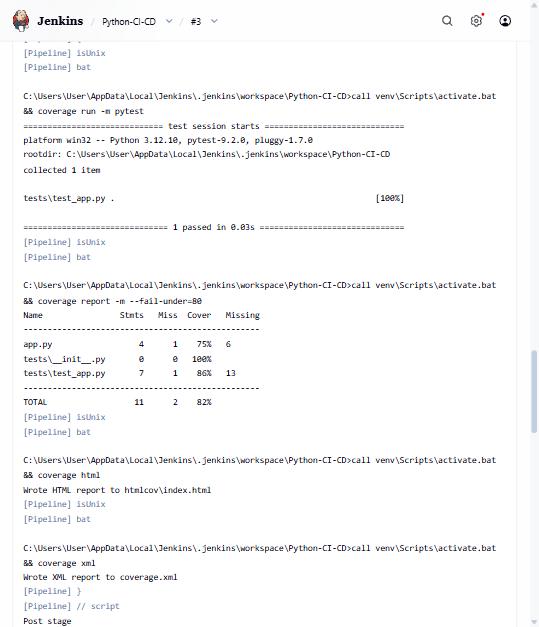 Jenkins / Python-CI-CD / #3
[Pipeline] isUnix
[Pipeline] bat
C:\Users\User\AppData\Local\Jenkins\.jenkins\workspace\Python-CI-CD>call venv\Scripts\activate.bat
&& coverage run -m pytest
============================= test session starts =============================
platform win32 -- Python 3.12.10, pytest-9.2.0, pluggy-1.7.0
rootdir: C:\Users\User\AppData\Local\Jenkins\.jenkins\workspace\Python-CI-CD
collected 1 item
tests\test_app.py . [100%]
============================== 1 passed in 0.03s ==============================
[Pipeline] isUnix
[Pipeline] bat
C:\Users\User\AppData\Local\Jenkins\.jenkins\workspace\Python-CI-CD>call venv\Scripts\activate.bat
&& coverage report -m --fail-under=80
Name Stmts Miss Cover Missing
-------------------------------------------------
app.py 4 1 75% 6
tests\__init__.py 0 0 100%
tests\test_app.py 7 1 86% 13
-------------------------------------------------
TOTAL 11 2 82%
[Pipeline] isUnix
[Pipeline] bat
C:\Users\User\AppData\Local\Jenkins\.jenkins\workspace\Python-CI-CD>call venv\Scripts\activate.bat
&& coverage html
Wrote HTML report to htmlcov\index.html
[Pipeline] isUnix
[Pipeline] bat
C:\Users\User\AppData\Local\Jenkins\.jenkins\workspace\Python-CI-CD>call venv\Scripts\activate.bat
&& coverage xml
Wrote XML report to coverage.xml
[Pipeline] }
[Pipeline] // script
Post stage